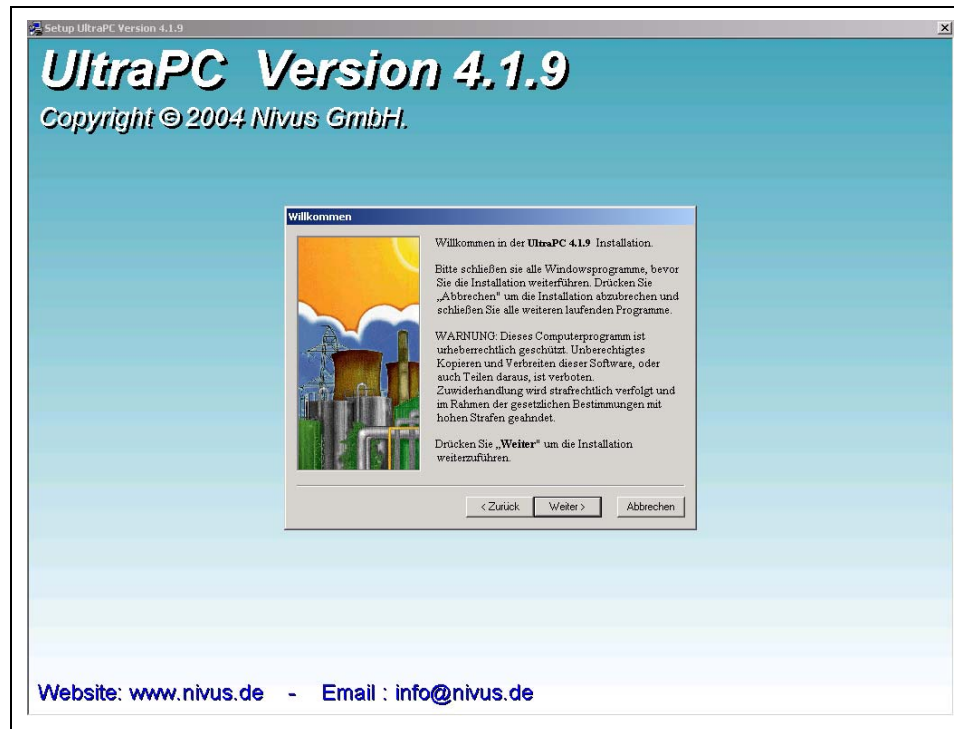 Setup UltraPC Version 4.1.9
UltraPC Version 4.1.9
Copyright © 2004 Nivus GmbH.
Willkommen
Willkommen in der UltraPC 4.1.9 Installation.
Bitte schließen sie alle Windowsprogramme, bevor
Sie die Installation weiterführen. Drücken Sie
„Abbrechen" um die Installation abzubrechen und
schließen Sie alle weiteren laufenden Programme.
WARNUNG: Dieses Computerprogramm ist
urheberrechtlich geschützt. Unberechtigtes
Kopieren und Verbreiten dieser Software, oder
auch Teilen daraus, ist verboten.
Zuwiderhandlung wird strafrechtlich verfolgt und
im Rahmen der gesetzlichen Bestimmungen mit
hohen Strafen geahndet.
Drücken Sie „Weiter" um die Installation
weiterzuführen.
< Zurück Weiter > Abbrechen
Website: www.nivus.de - Email : info@nivus.de